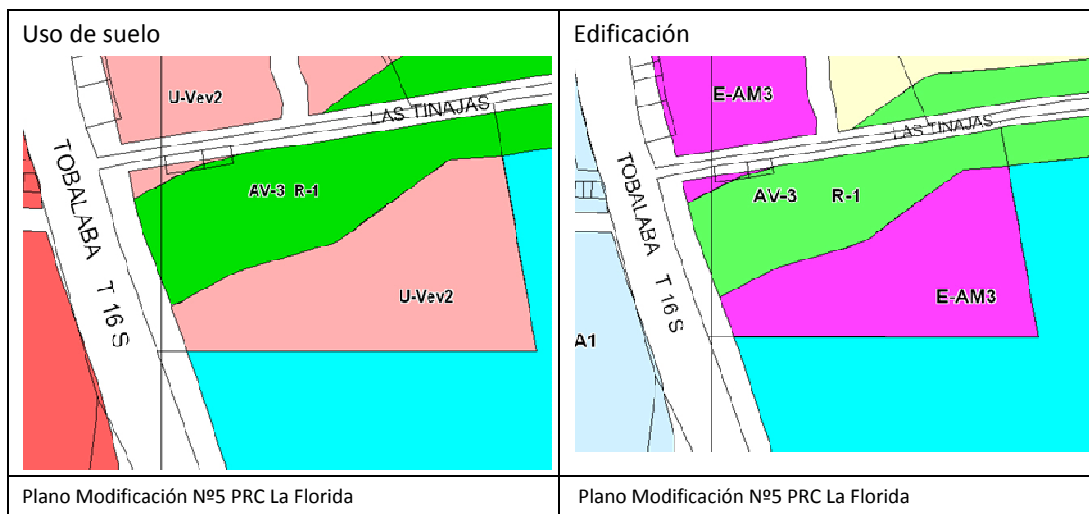 Uso de suelo
U-Vev2
LAS TINAJAS
TOBALABA T 16 S
AV-3 R-1
U-Vev2
Plano Modificación Nº5 PRC La Florida
Edificación
E-AM3
LAS TINAJAS
TOBALABA T 16 S
AV-3 R-1
E-AM3
A1
Plano Modificación Nº5 PRC La Florida